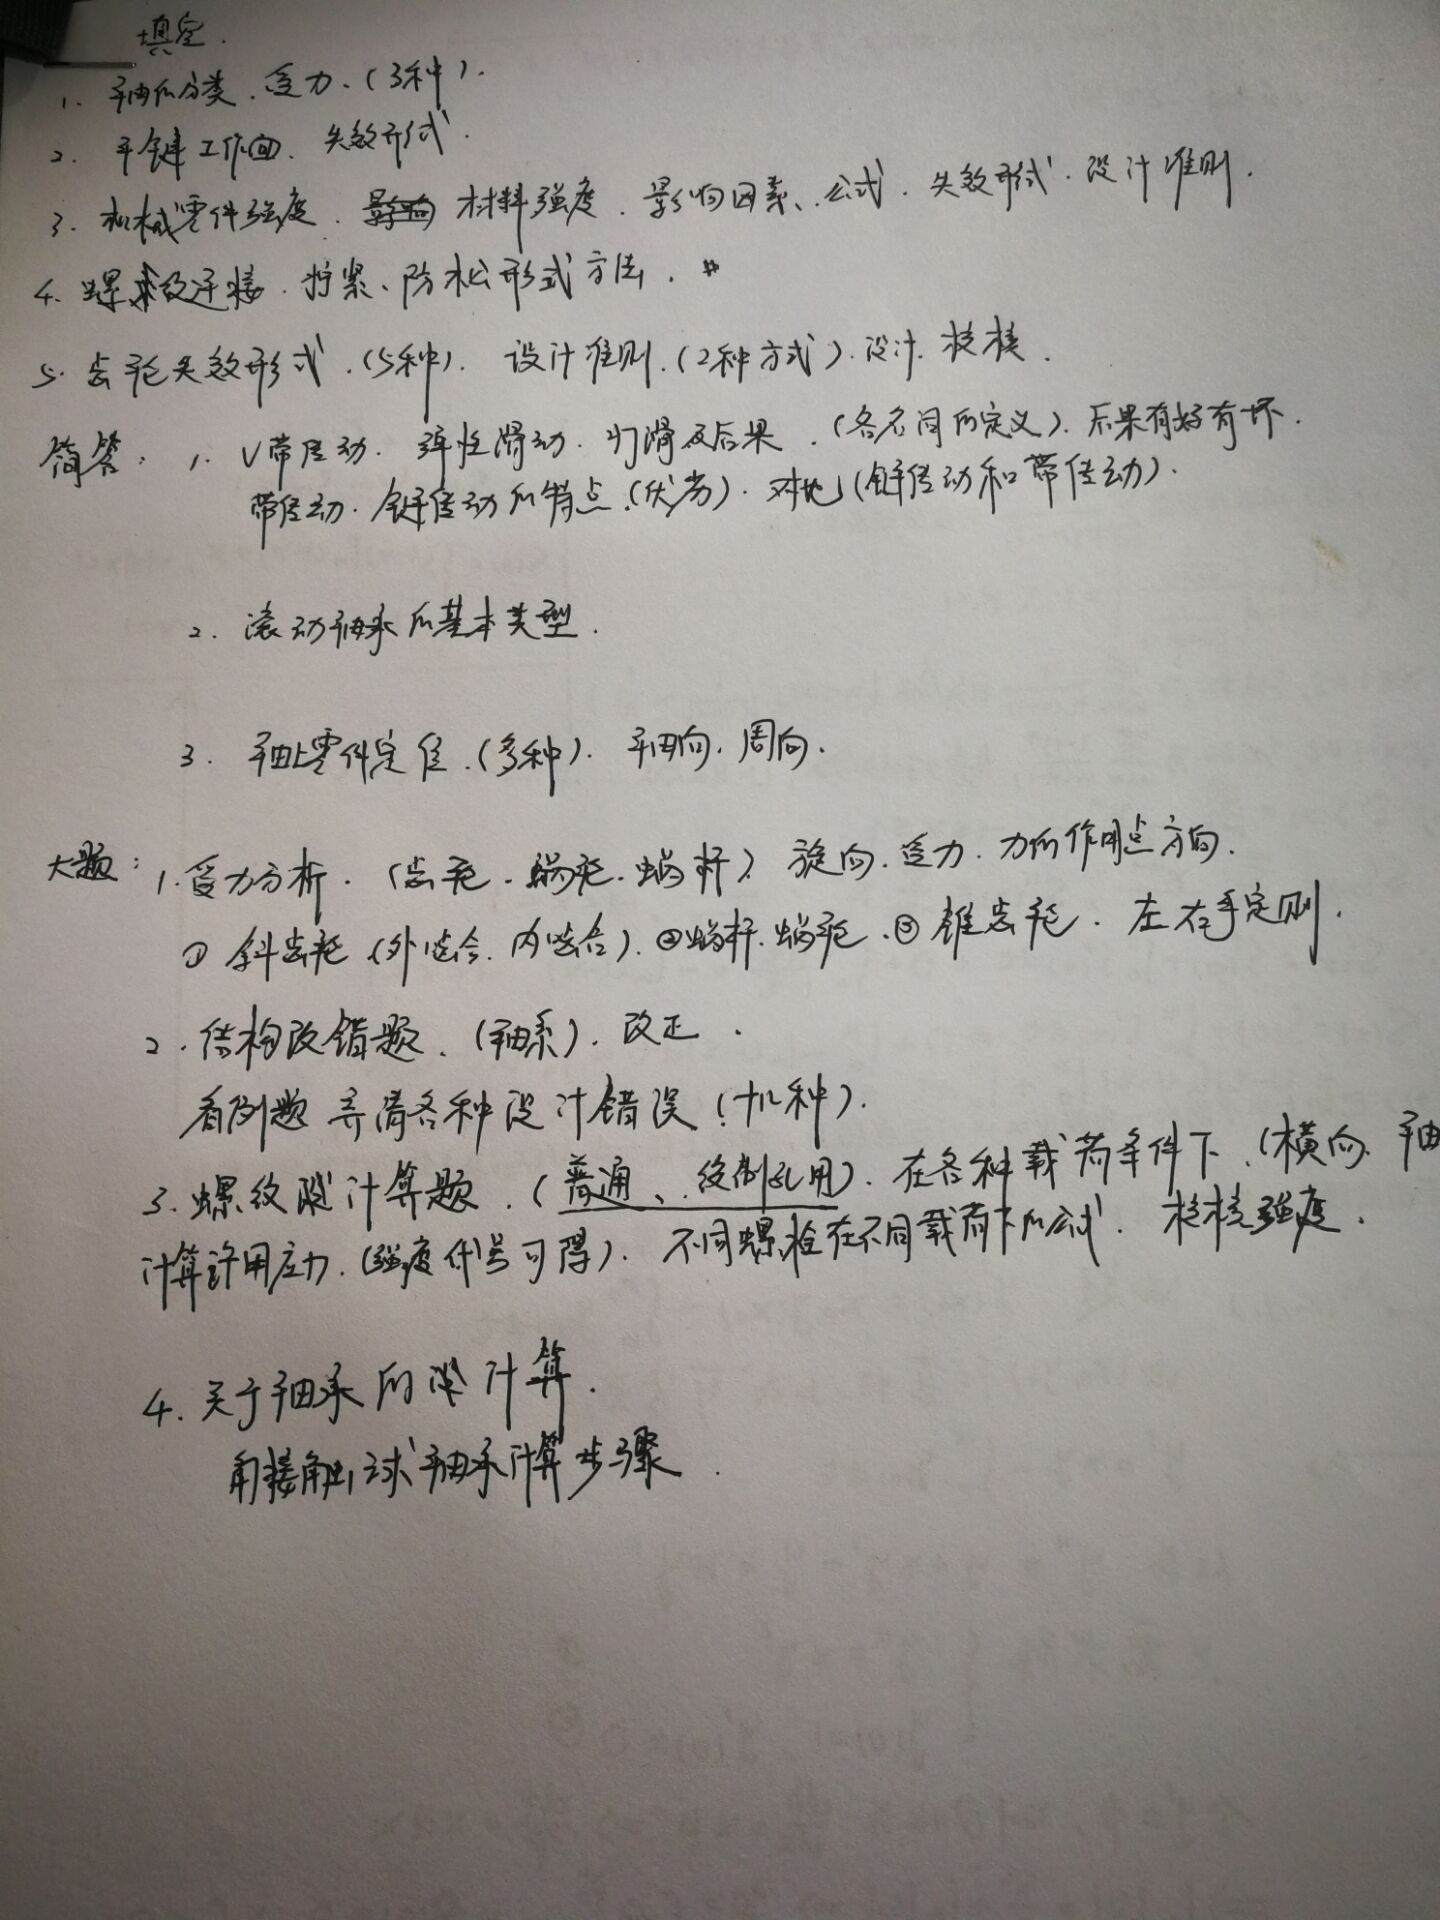 填空.
1. 轴的分类.受力.(3种).
2. 平键工作面.失效形式.
3. 机械零件强度.材料强度.影响因素、公式.失效形式.设计准则.
4. 螺纹连接.拧紧、防松形式方法.
5. 齿轮失效形式.(5种).设计准则.(2种方式).设计.校核.
简答:1. V带传动.弹性滑动.打滑及后果.(各名词的定义).后果有好有坏.
带传动.链传动的特点.(优劣).对比(链传动和带传动).
2. 滚动轴承的基本类型.
3. 轴上零件定位.(多种).轴向.周向.
大题:1.受力分析.(齿轮.蜗轮.蜗杆).旋向.受力.力的作用点方向.
①斜齿轮(外啮合.内啮合).②蜗杆.蜗轮.③锥齿轮.左右手定则.
2.结构改错题.(轴系).改正.
看例题 弄清各种设计错误(十几种).
3.螺纹计算题.(普通、铰制孔用).在各种载荷条件下.(横向.轴
计算许用应力.(强度代号可得).不同螺栓在不同载荷下的公式.校核强度.
4.关于轴承的计算.
角接触球轴承计算步骤.